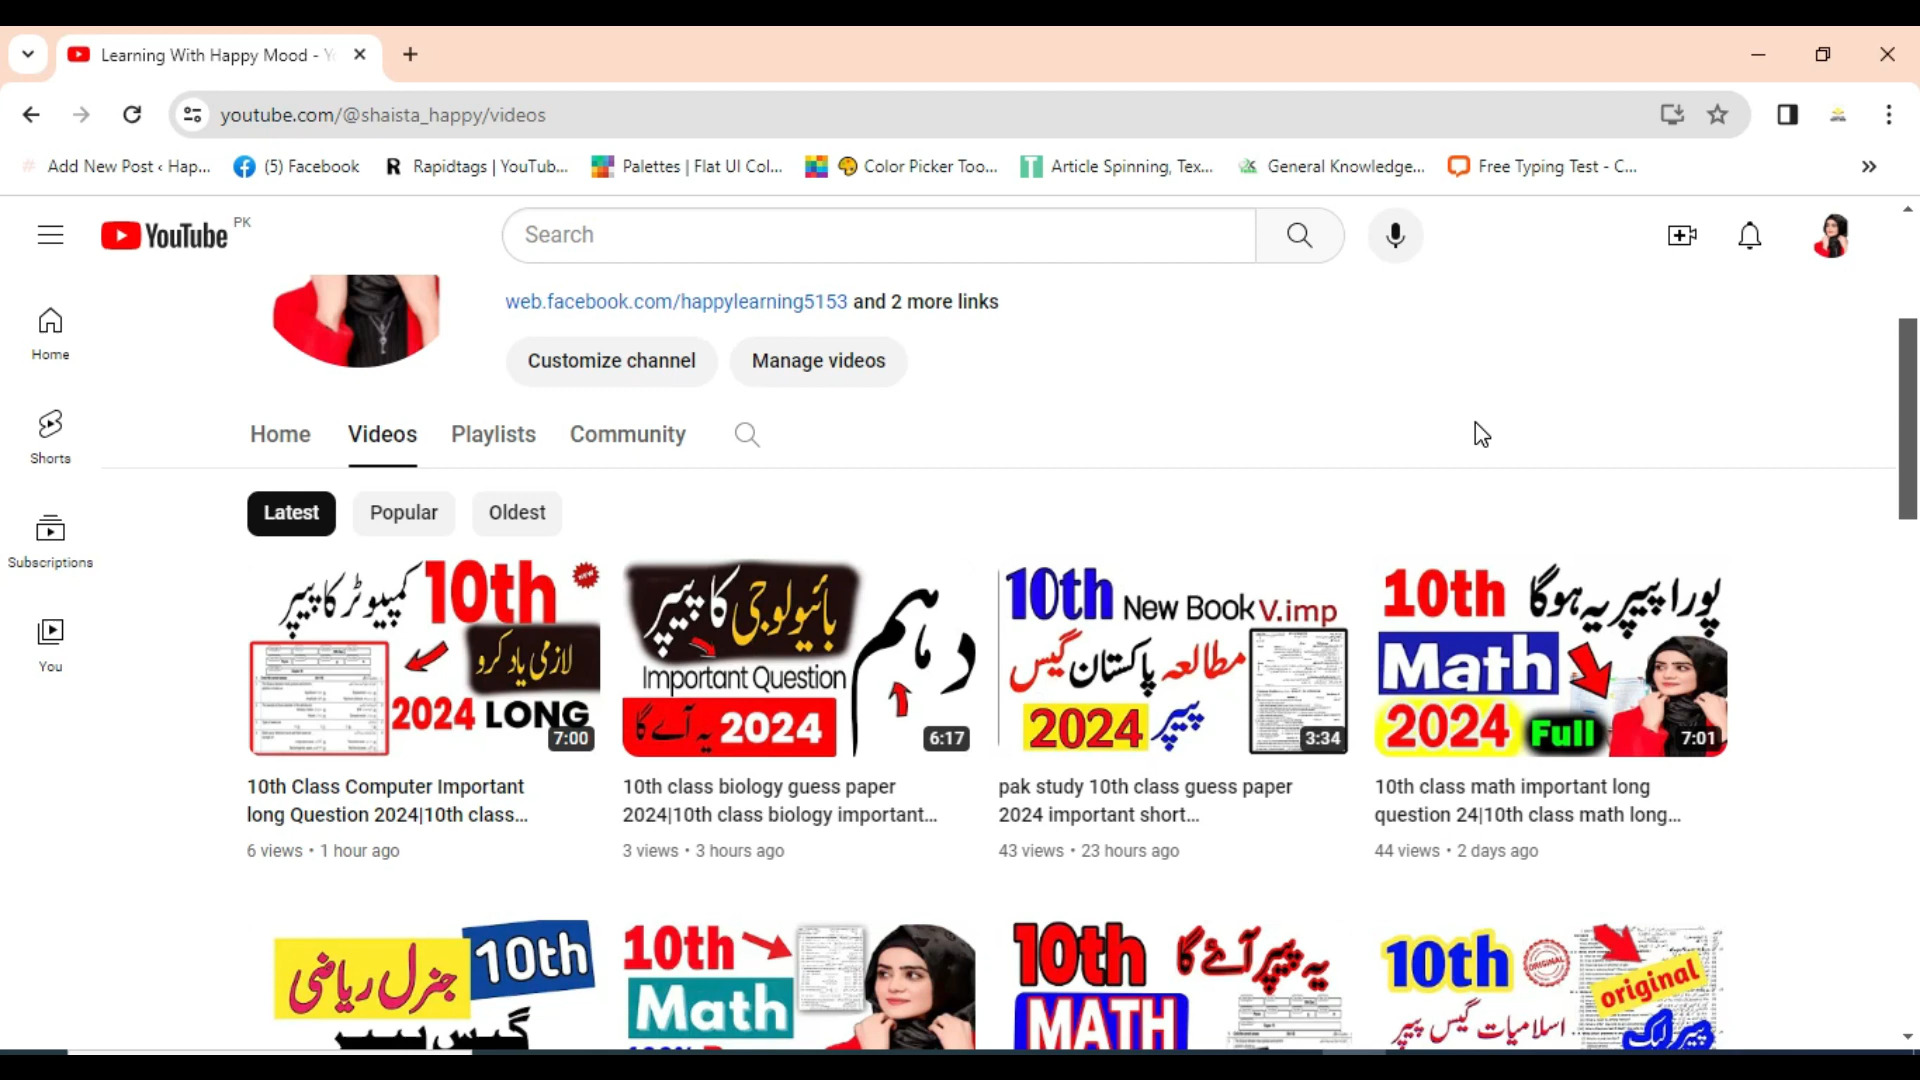 Learning With Happy Mood - Y
youtube.com/@shaista_happy/videos
Add New Post ‹ Hap...
(5) Facebook
Rapidtags | YouTub...
Palettes | Flat UI Col...
Color Picker Too...
Article Spinning, Tex...
General Knowledge...
Free Typing Test - C...
YouTube PK
Search
web.facebook.com/happylearning5153 and 2 more links
Home
Customize channel
Manage videos
Shorts
Home
Videos
Playlists
Community
Subscriptions
Latest
Popular
Oldest
You
کمپیوٹر کا پیپر 10th
لازمی یاد کرو
2024 LONG
7:00
بائیولوجی کا پیپر
دہم
Important Question
یہ آے گا 2024
6:17
10th New Book V.imp
مطالعہ پاکستان گیس
2024 پیپر
3:34
10th پورا پیپر یہ ہوگا
Math
2024 Full
7:01
10th Class Computer Important
long Question 2024|10th class...
6 views • 1 hour ago
10th class biology guess paper
2024|10th class biology important...
3 views • 3 hours ago
pak study 10th class guess paper
2024 important short...
43 views • 23 hours ago
10th class math important long
question 24|10th class math long...
44 views • 2 days ago
جنرل ریاضی 10th
10th
Math
10th یہ پیپر آئے گا
MATH
10th ORIGINAL
original
اسلامیات گیس پیپر
پیپر لیک